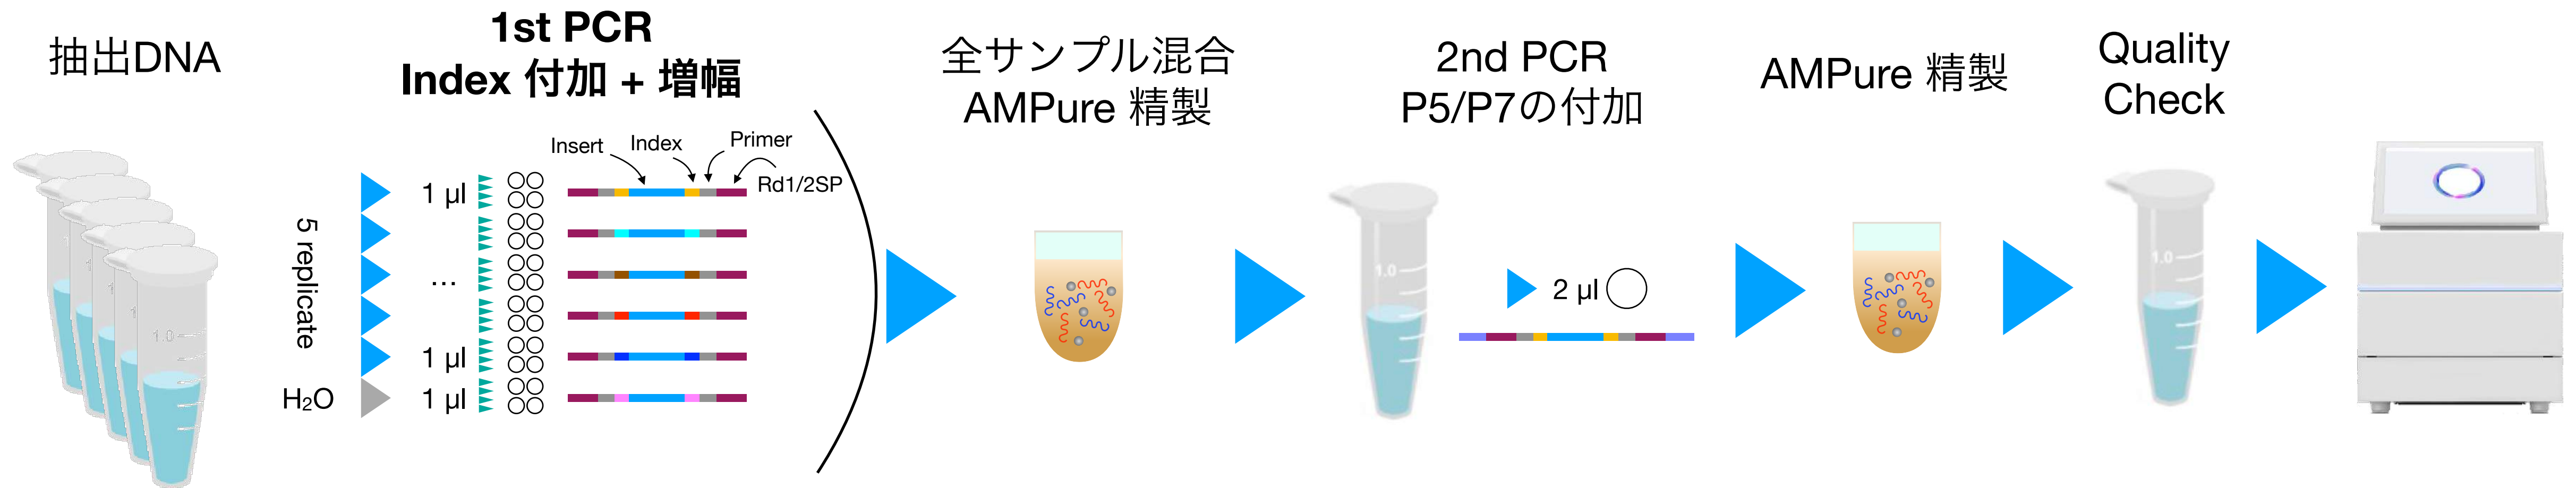 抽出DNA
1st PCR
Index 付加 + 増幅
全サンプル混合
AMPure 精製
2nd PCR
P5/P7の付加
AMPure 精製
Quality
Check
Insert
Index
Primer
Rd1/2SP
5 replicate
1 µl
...
1 µl
H₂O
1 µl
1.0
1.0
2 µl
1.0